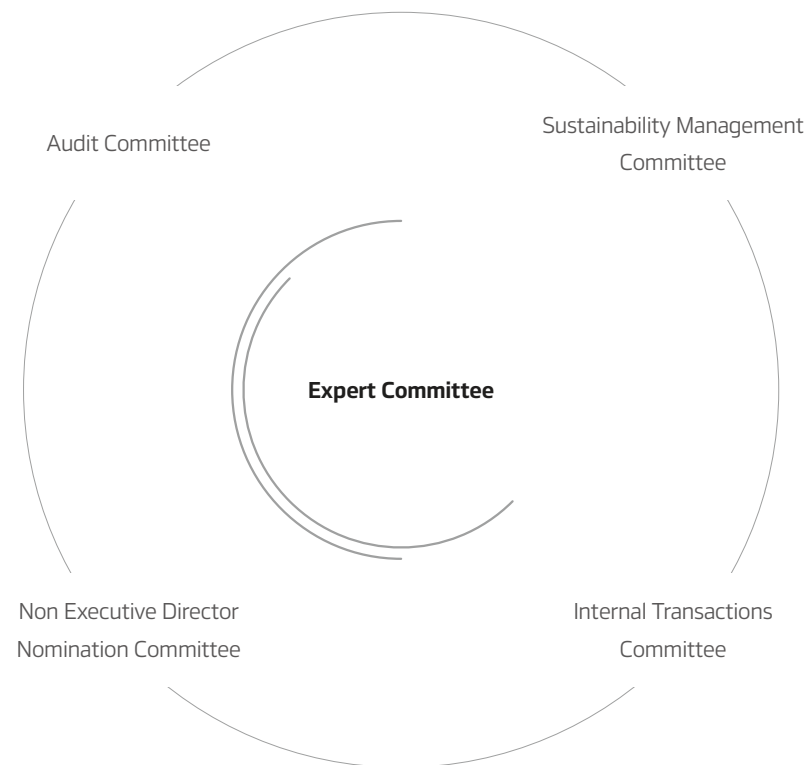 Audit Committee
Sustainability Management
Committee
Expert Committee
Non Executive Director
Nomination Committee
Internal Transactions
Committee